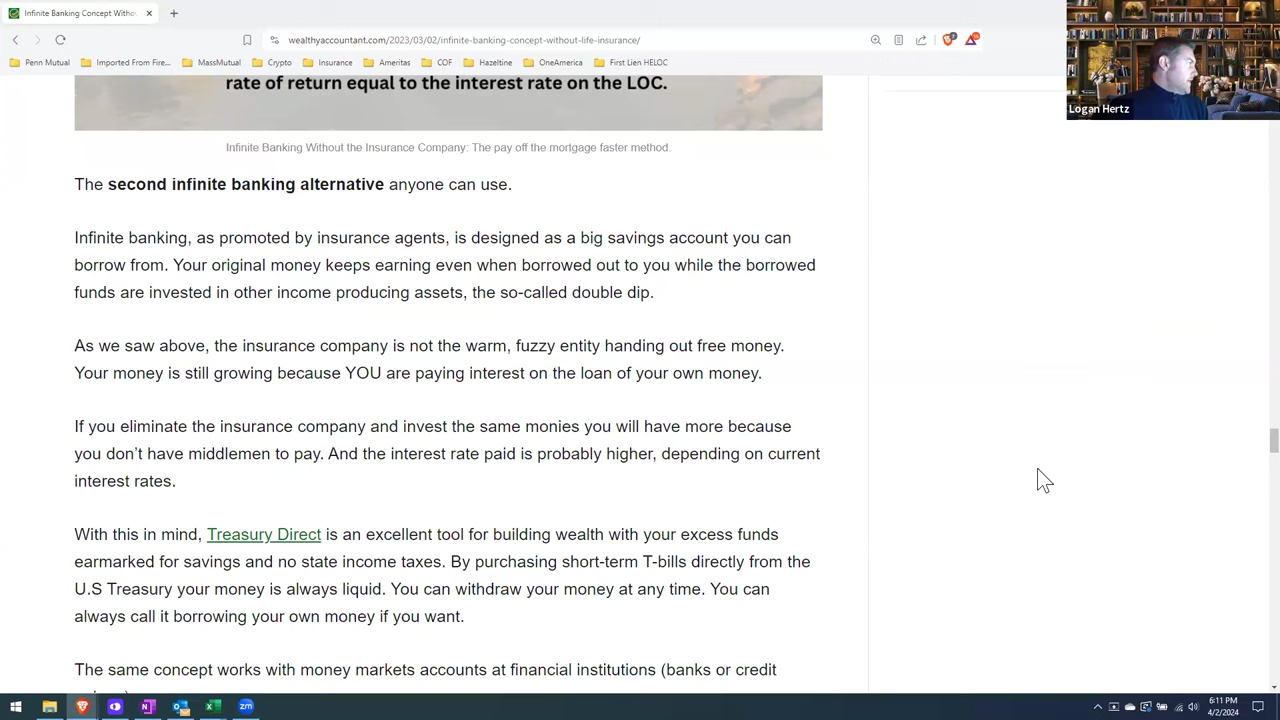 Infinite Banking Concept Withou
wealthyaccountant.com/2023/03/02/infinite-banking-concept-without-life-insurance/
Penn Mutual Imported From Fire... MassMutual Crypto Insurance Ameritas COF Hazeltine OneAmerica First Lien HELOC
Logan Hertz
rate of return equal to the interest rate on the LOC.
Infinite Banking Without the Insurance Company: The pay off the mortgage faster method.
The second infinite banking alternative anyone can use.
Infinite banking, as promoted by insurance agents, is designed as a big savings account you can
borrow from. Your original money keeps earning even when borrowed out to you while the borrowed
funds are invested in other income producing assets, the so-called double dip.
As we saw above, the insurance company is not the warm, fuzzy entity handing out free money.
Your money is still growing because YOU are paying interest on the loan of your own money.
If you eliminate the insurance company and invest the same monies you will have more because
you don't have middlemen to pay. And the interest rate paid is probably higher, depending on current
interest rates.
With this in mind, Treasury Direct is an excellent tool for building wealth with your excess funds
earmarked for savings and no state income taxes. By purchasing short-term T-bills directly from the
U.S Treasury your money is always liquid. You can withdraw your money at any time. You can
always call it borrowing your own money if you want.
The same concept works with money markets accounts at financial institutions (banks or credit
6:11 PM
4/2/2024